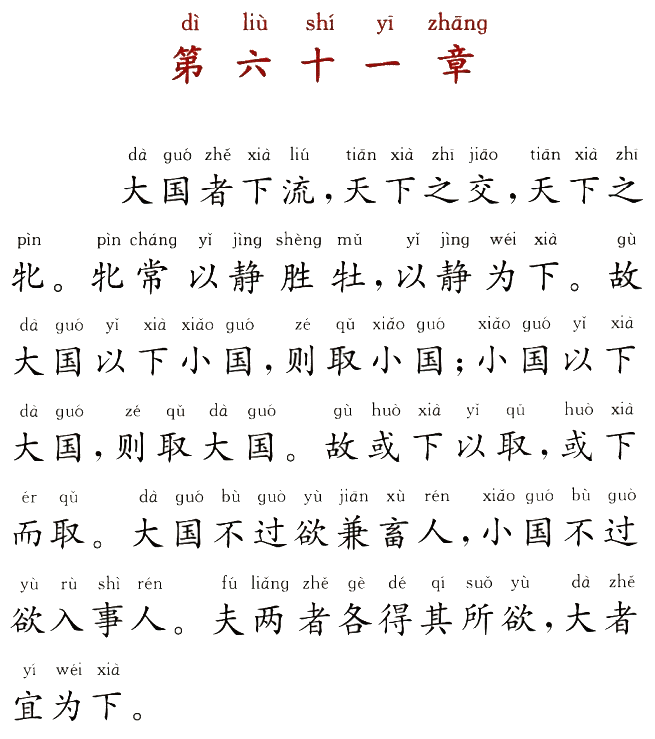 dì liù shí yī zhāng
第六十一章
dà guó zhě xià liú tiān xià zhī jiāo tiān xià zhī
大国者下流，天下之交，天下之
pìn pìn cháng yǐ jìng shèng mǔ yǐ jìng wéi xià gù
牝。牝常以静胜牡，以静为下。故
dà guó yǐ xià xiǎo guó zé qǔ xiǎo guó xiǎo guó yǐ xià
大国以下小国，则取小国；小国以下
dà guó zé qǔ dà guó gù huò xià yǐ qǔ huò xià
大国，则取大国。故或下以取，或下
ér qǔ dà guó bù guò yù jiān xù rén xiǎo guó bù guò
而取。大国不过欲兼畜人，小国不过
yù rù shì rén fú liǎng zhě gè dé qí suǒ yù dà zhě
欲入事人。夫两者各得其所欲，大者
yí wéi xià
宜为下。